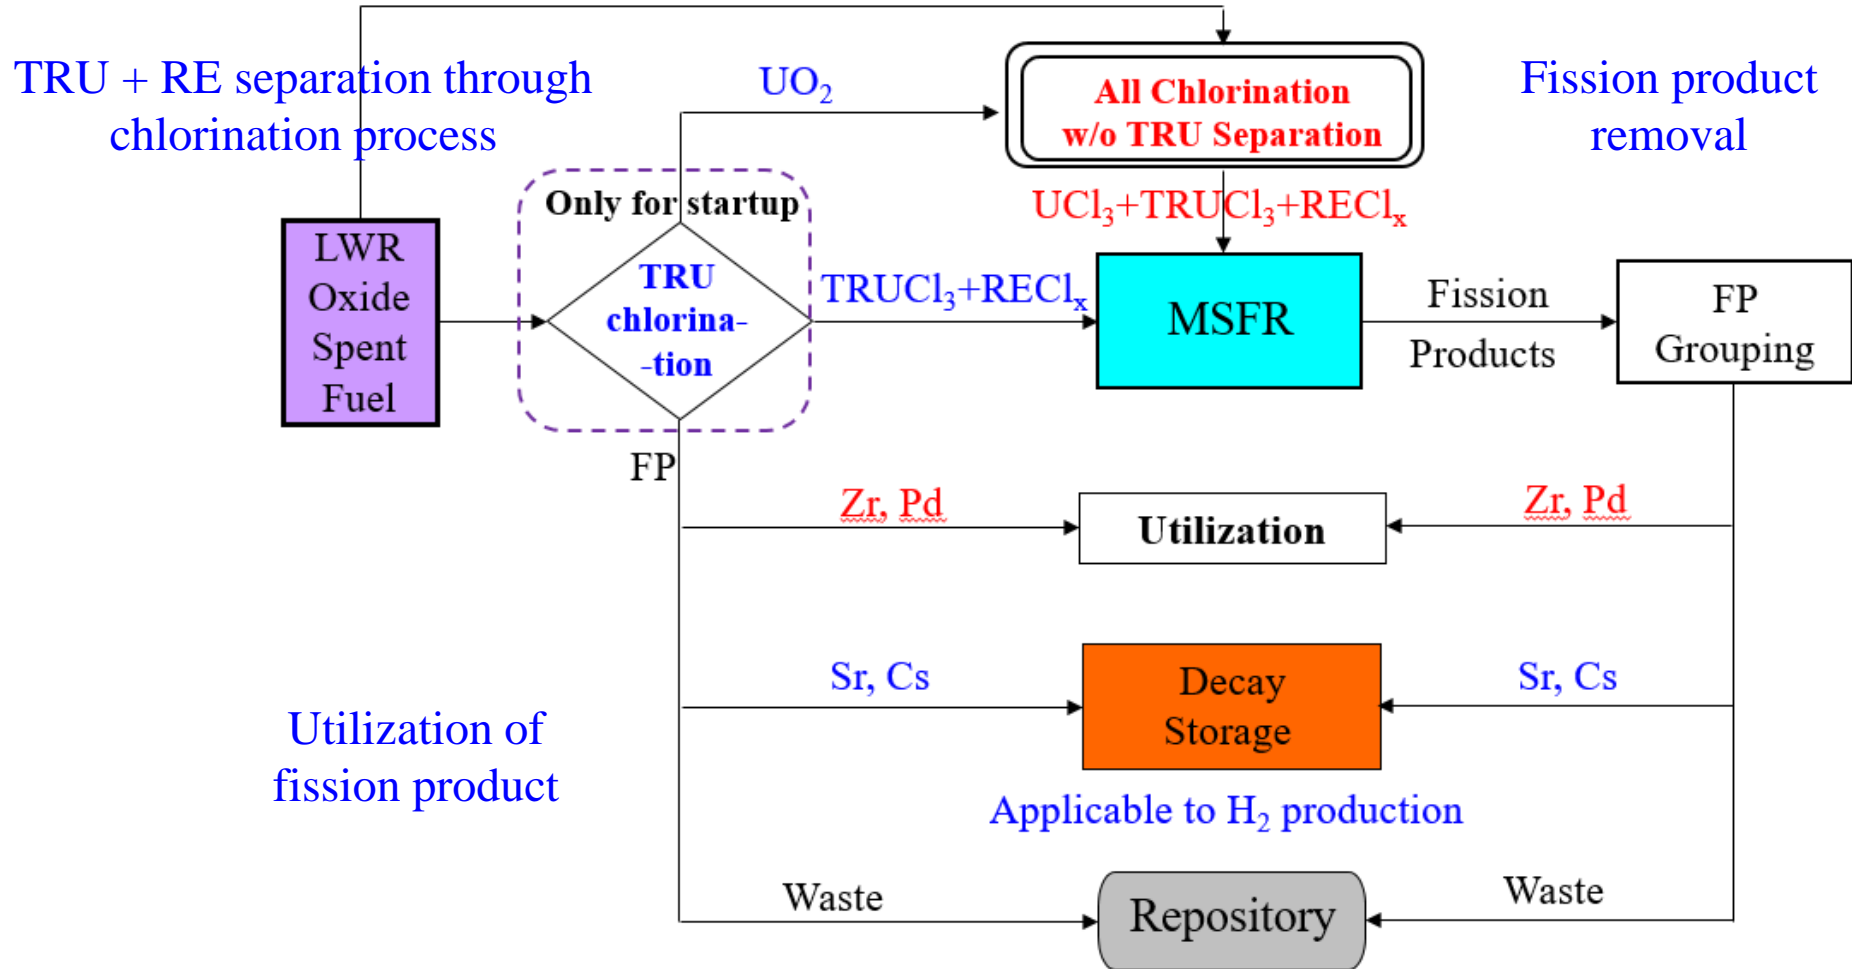 TRU + RE separation through
chlorination process
UO₂
All Chlorination
w/o TRU Separation
Fission product
removal
Only for startup
UCl₃+TRUCl₃+REClₓ
LWR
Oxide
Spent
Fuel
TRU
chlorina-
-tion
TRUCl₃+REClₓ
MSFR
Fission
Products
FP
Grouping
FP
Zr, Pd
Utilization
Zr, Pd
Sr, Cs
Decay
Storage
Sr, Cs
Utilization of
fission product
Applicable to H₂ production
Waste
Repository
Waste